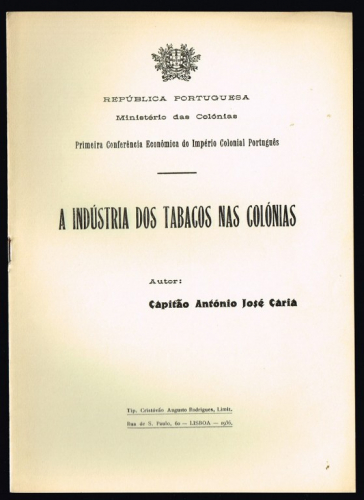 REPÚBLICA PORTUGUESA
Ministério das Colónias
Primeira Conferência Económica do Império Colonial Português
A INDÚSTRIA DOS TABACOS NAS COLÓNIAS
Autor:
Capitão António José Caria
Tip. Cristóvão Augusto Rodrigues, Limit.
Rua de S. Paulo, 60 — LISBOA — 1936.